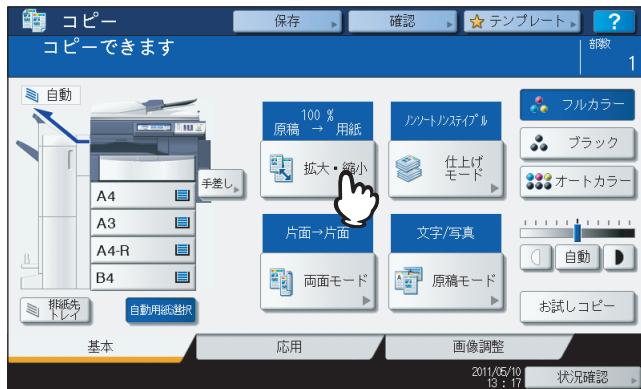 コピー
保存
確認
テンプレート
?
コピーできます
部数
1
自動
100 %
原稿 → 用紙
拡大・縮小
ノンソートノンステイプル
仕上げ
モード
フルカラー
ブラック
オートカラー
手差し
A4
A3
A4-R
B4
片面→片面
両面モード
文字/写真
原稿モード
自動
排紙先
トレイ
自動用紙選択
お試しコピー
基本
応用
画像調整
2011/05/10
13 : 17
状況確認